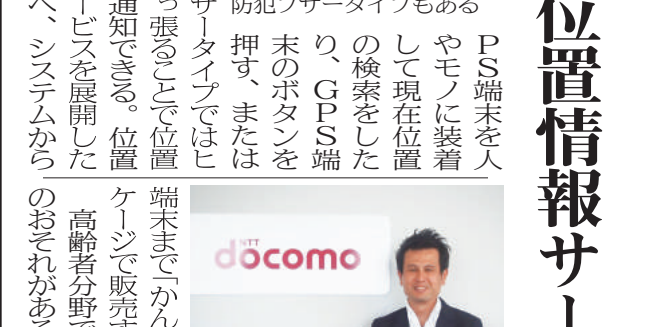 位置情報サー
防犯ブザータイプもある
PS端末を人
やモノに装着
して現在位置
の検索をした
り、GPS端
末のボタンを
押す、または
サータイプではヒ
っ張ることで位置
通知できる。位置
ービスを展開した
へ、システムから
NTT
docomo
端末まで「かん
ケージで販売す
高齢者分野で
のおそれがある